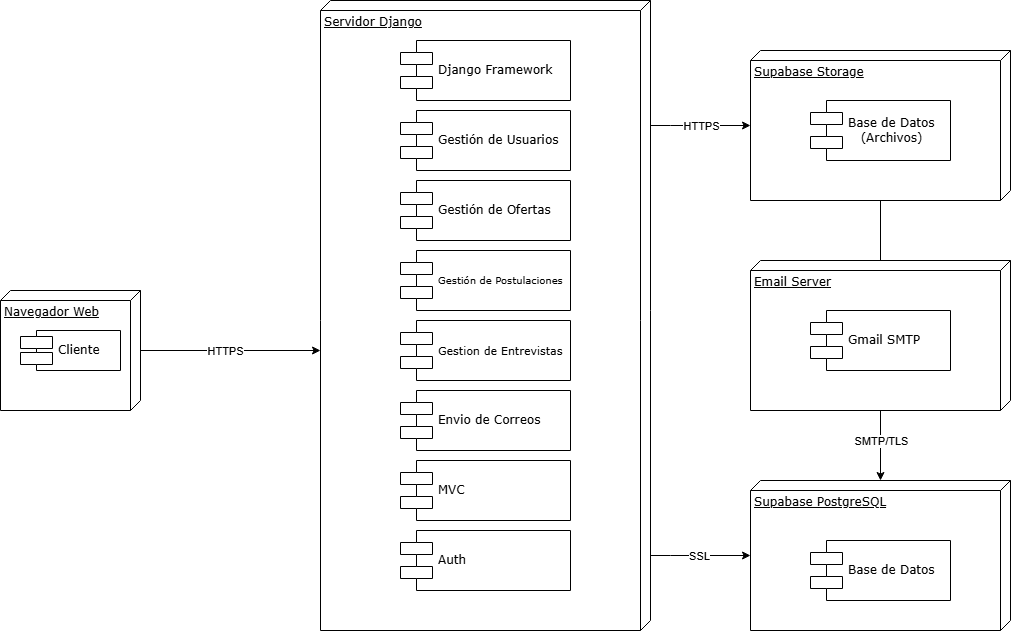 Servidor Django
Django Framework
Gestión de Usuarios
Gestión de Ofertas
Gestión de Postulaciones
Gestion de Entrevistas
Envio de Correos
MVC
Auth
Navegador Web
Cliente
HTTPS
HTTPS
Supabase Storage
Base de Datos
(Archivos)
Email Server
Gmail SMTP
SMTP/TLS
SSL
Supabase PostgreSQL
Base de Datos